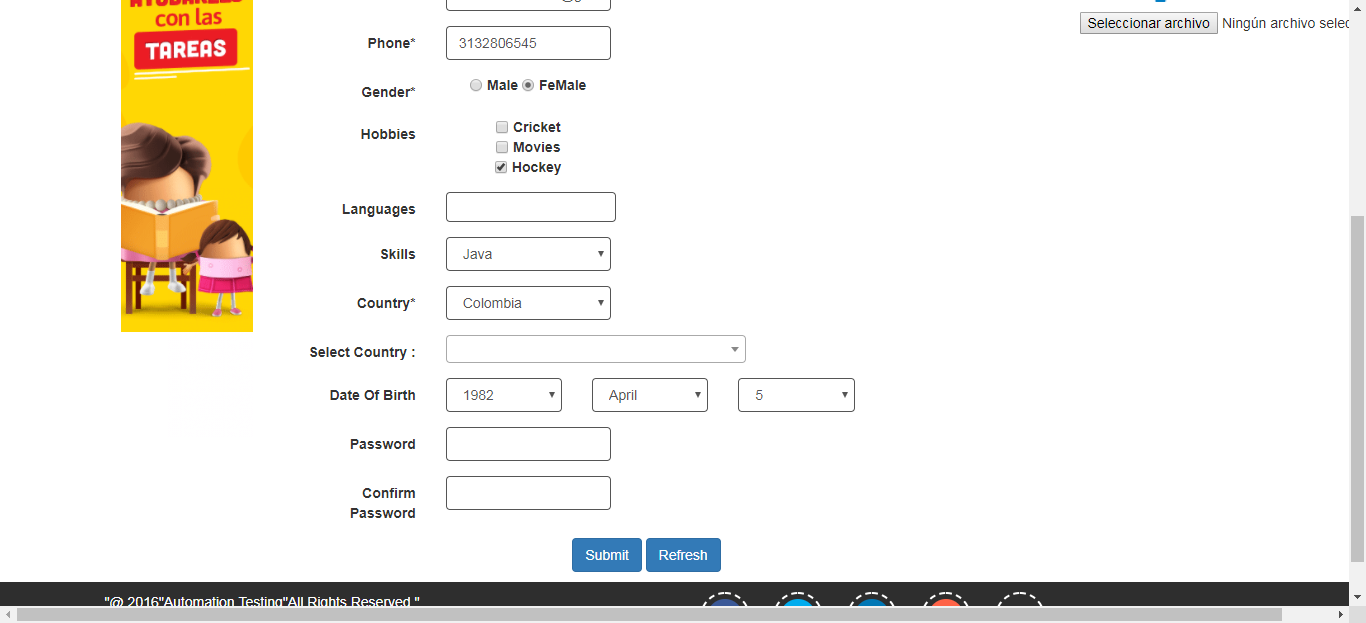 AYUDARLES
con las
TAREAS
Seleccionar archivo Ningún archivo selec
Phone* 3132806545
Gender* Male FeMale
Hobbies Cricket
Movies
Hockey
Languages
Skills Java
Country* Colombia
Select Country :
Date Of Birth 1982 April 5
Password
Confirm
Password
Submit Refresh
"@ 2016"Automation Testing"All Rights Reserved "